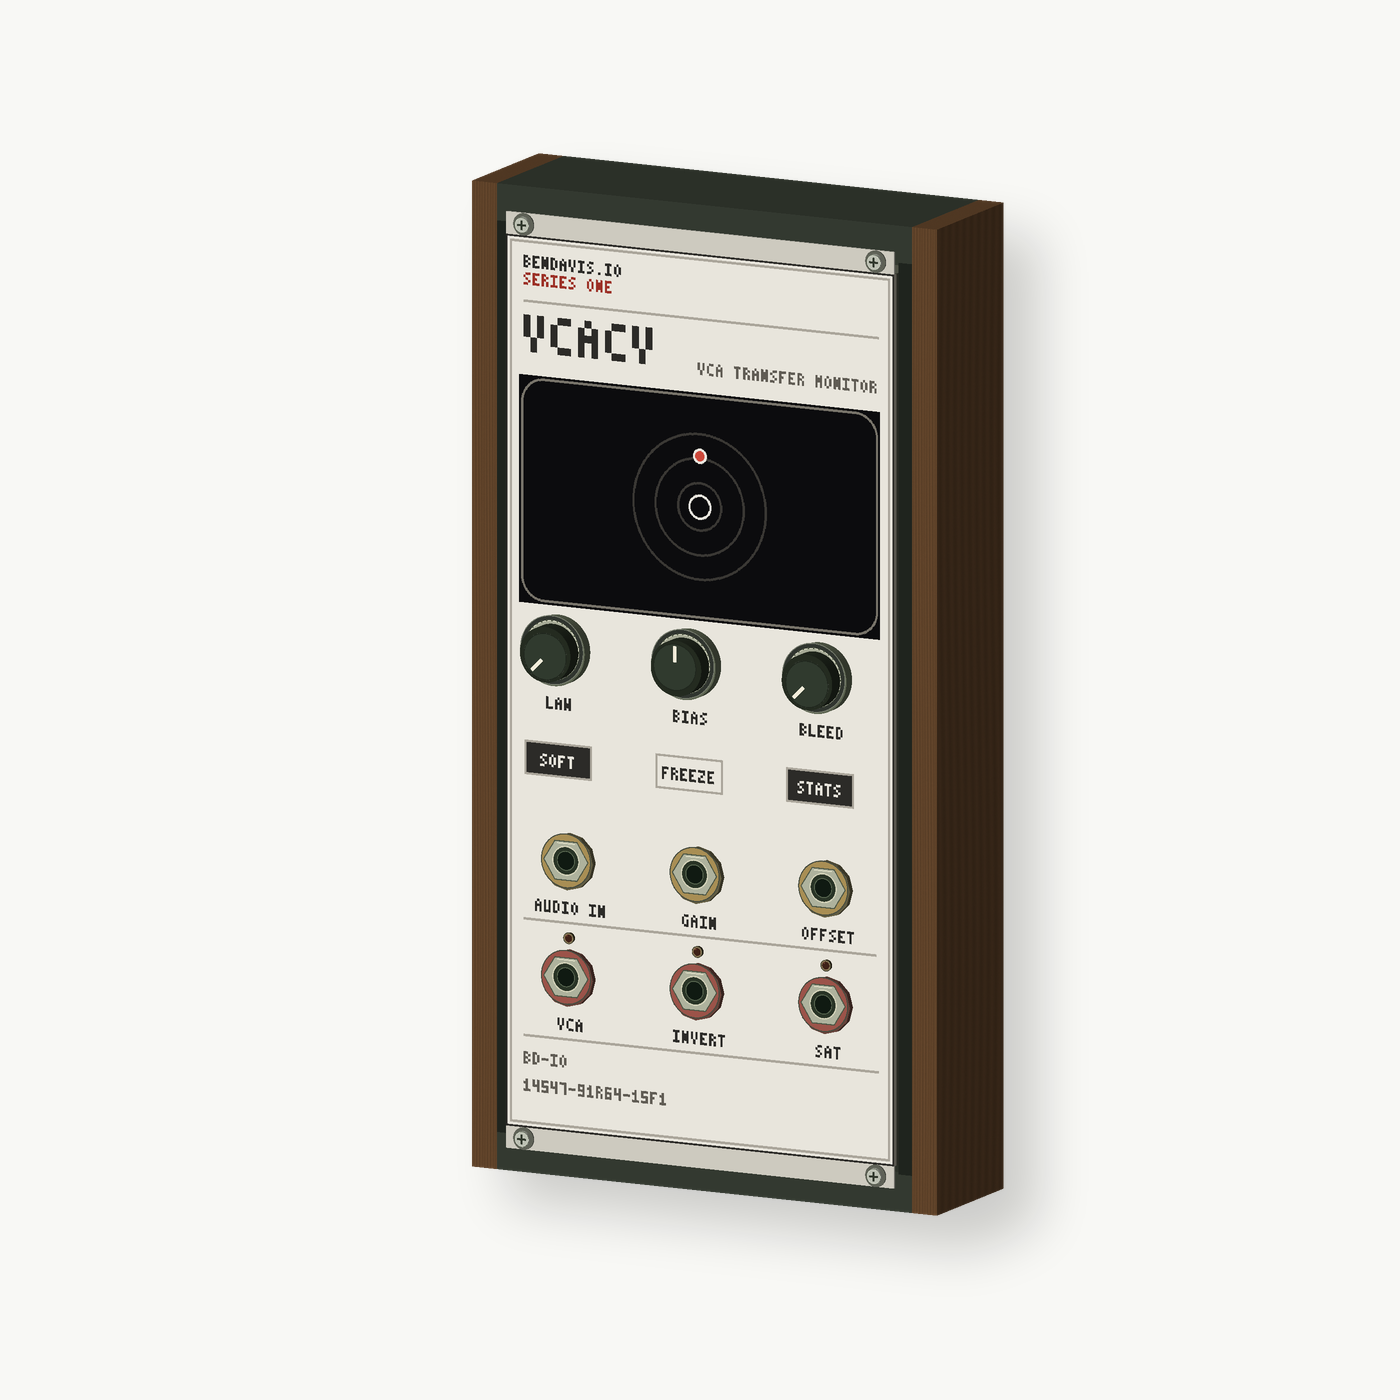 BENDAVIS.IO
SERIES ONE
VCACV
VCA TRANSFER MONITOR
LAW
BIAS
BLEED
SOFT
FREEZE
STATS
AUDIO IN
GAIN
OFFSET
VCA
INVERT
SAT
BD-IO
14547-91R64-15F1